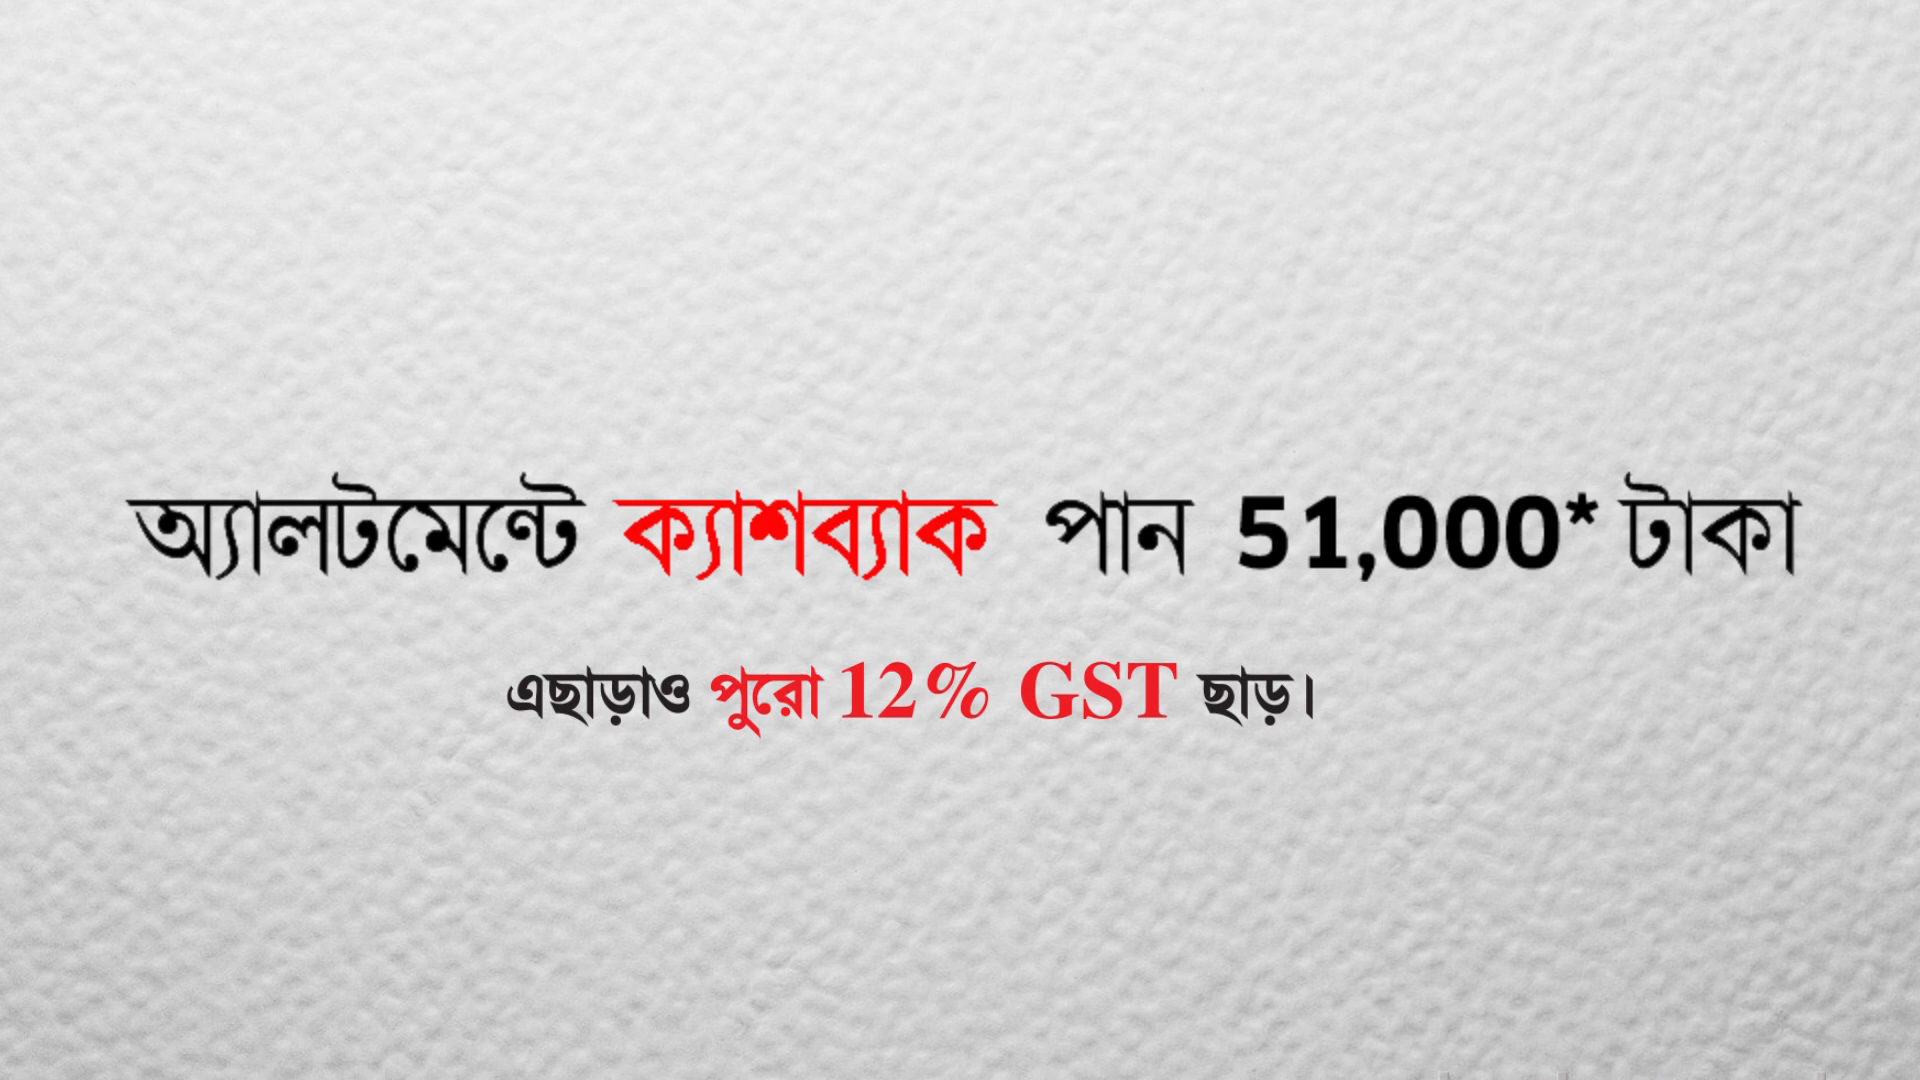 অ্যালটমেন্টে ক্যাশব্যাক পান 51,000* টাকা
এছাড়াও পুরো 12% GST ছাড়।